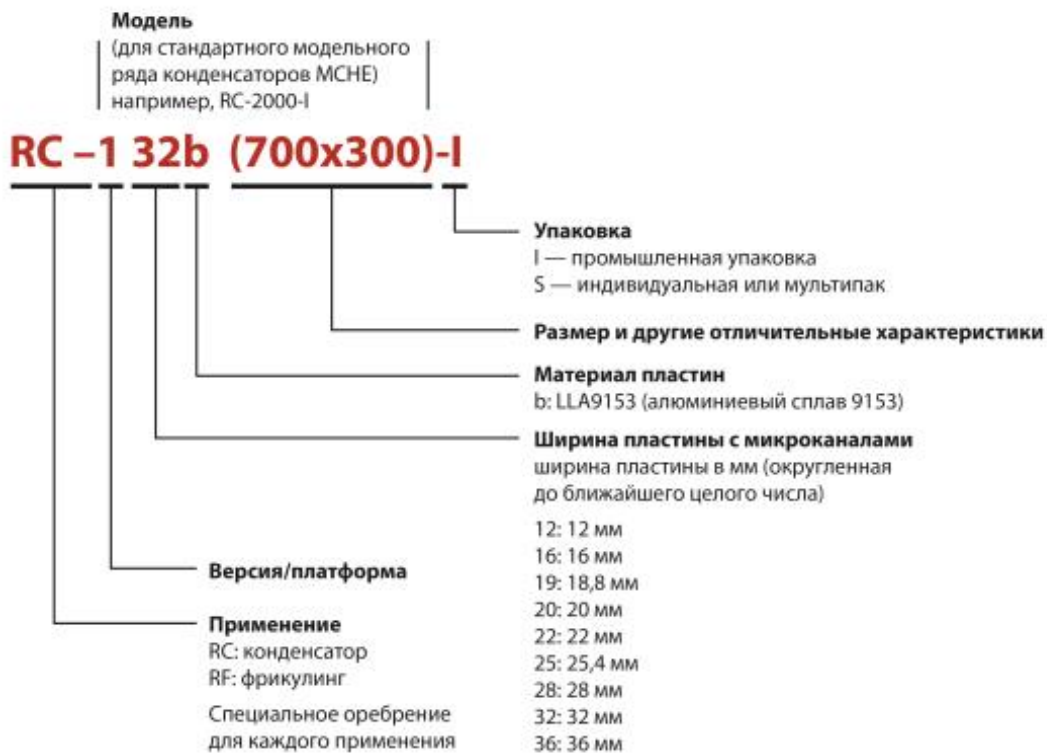 Модель
(для стандартного модельного
ряда конденсаторов MCHE)
например, RC-2000-I
RC –1 32b (700x300)-I
Упаковка
I — промышленная упаковка
S — индивидуальная или мультипак
Размер и другие отличительные характеристики
Материал пластин
b: LLA9153 (алюминиевый сплав 9153)
Ширина пластины с микроканалами
ширина пластины в мм (округленная
до ближайшего целого числа)
12: 12 мм
16: 16 мм
19: 18,8 мм
20: 20 мм
22: 22 мм
25: 25,4 мм
28: 28 мм
32: 32 мм
36: 36 мм
Версия/платформа
Применение
RC: конденсатор
RF: фрикулинг
Специальное оребрение
для каждого применения